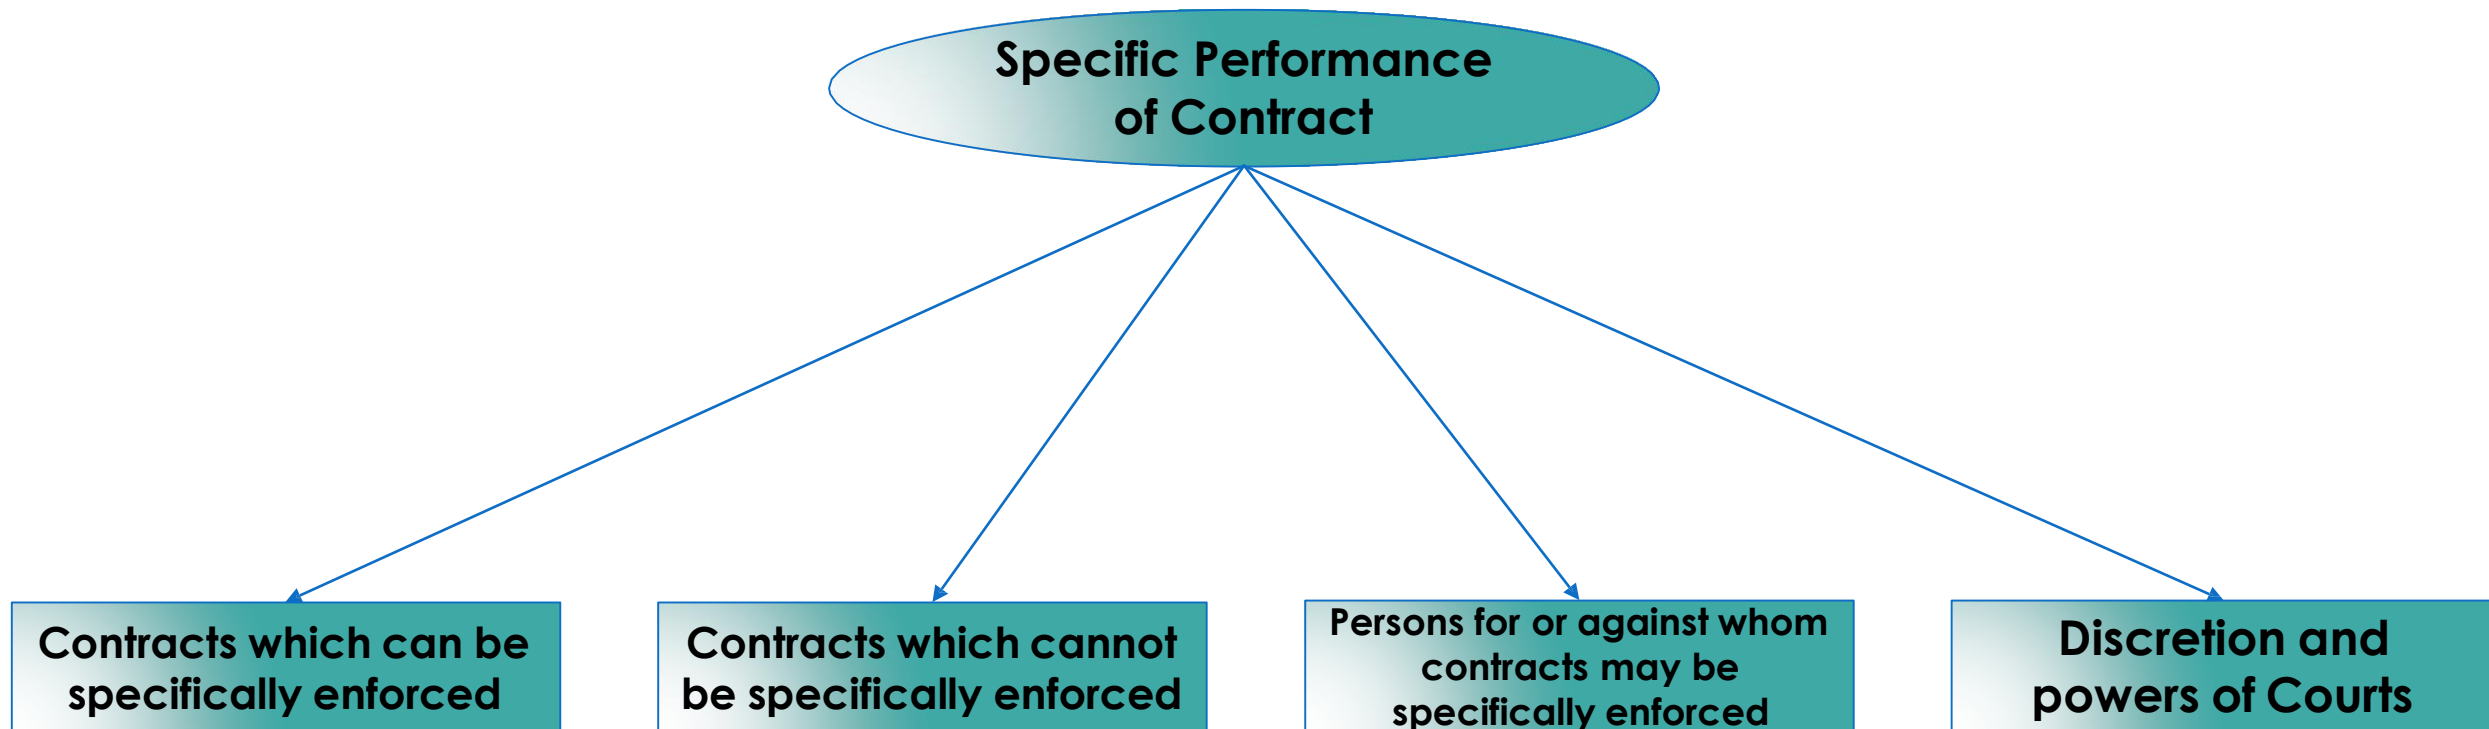 Specific Performance
of Contract
Contracts which can be
specifically enforced
Contracts which cannot
be specifically enforced
Persons for or against whom
contracts may be
specifically enforced
Discretion and
powers of Courts